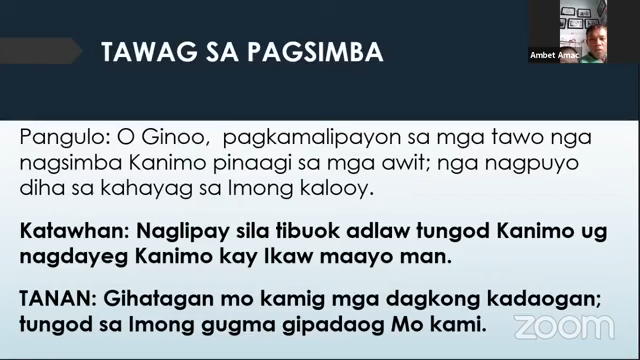 Ambet Amac
TAWAG SA PAGSIMBA
Pangulo: O Ginoo, pagkamalipayon sa mga tawo nga
nagsimba Kanimo pinaagi sa mga awit; nga nagpuyo
diha sa kahayag sa Imong kalooy.
Katawhan: Naglipay sila tibuok adlaw tungod Kanimo ug
nagdayeg Kanimo kay Ikaw maayo man.
TANAN: Gihatagan mo kamig mga dagkong kadaogan;
tungod sa Imong gugma gipadaog Mo kami.
zoom